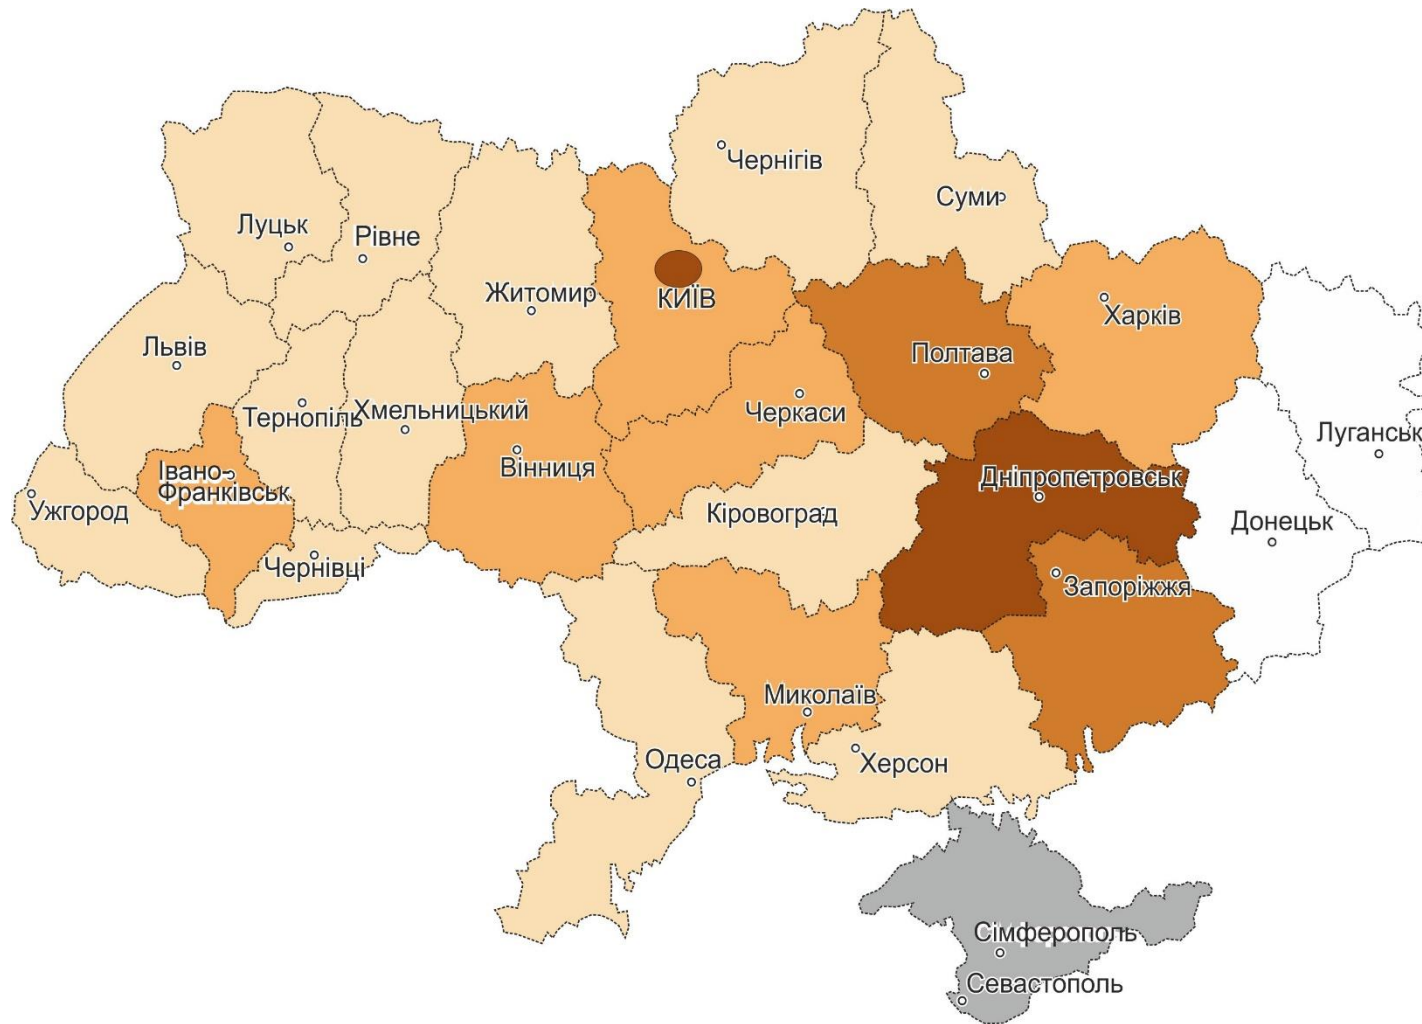 Чернігів
Суми
Луцьк
Рівне
Житомир
КИЇВ
Харків
Львів
Полтава
Тернопіль
Хмельницький
Черкаси
Луганськ
Вінниця
Івано-
Франківськ
Дніпропетровськ
Ужгород
Кіровоград
Донецьк
Чернівці
Запоріжжя
Миколаїв
Одеса
Херсон
Сімферополь
Севастополь